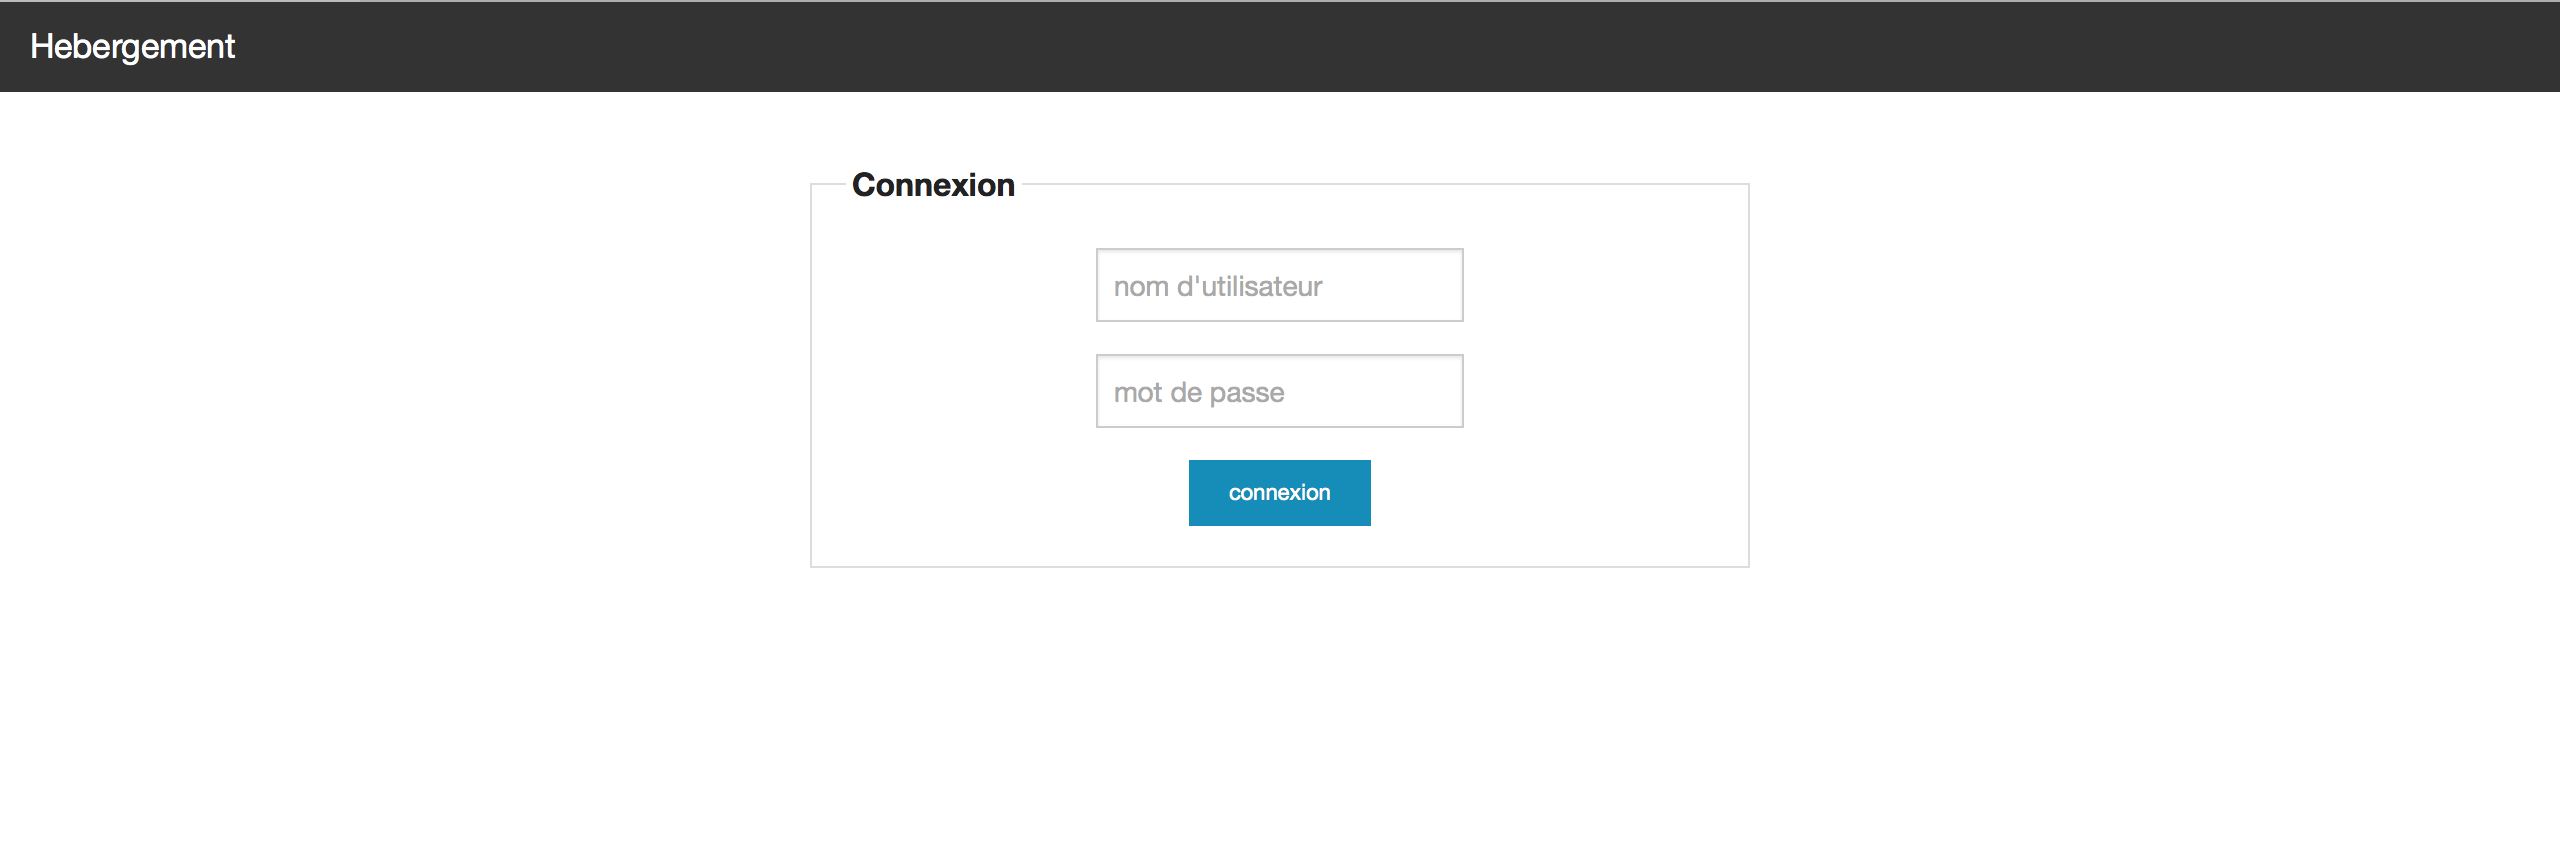 Hebergement
Connexion
nom d'utilisateur
mot de passe
connexion